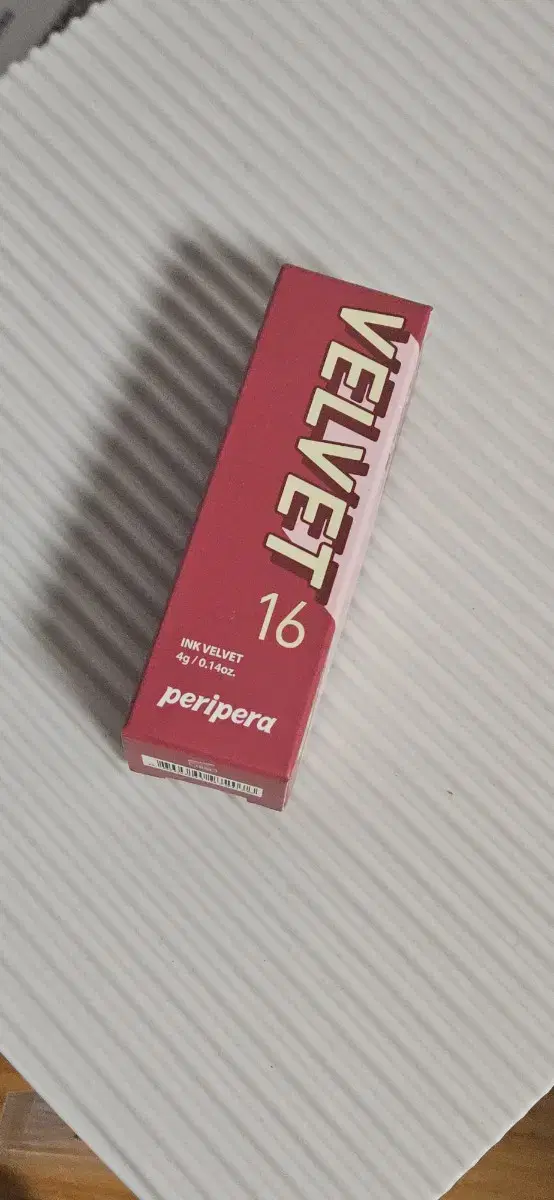 VELVET
16
INK VELVET
4g / 0.14oz.
peripera